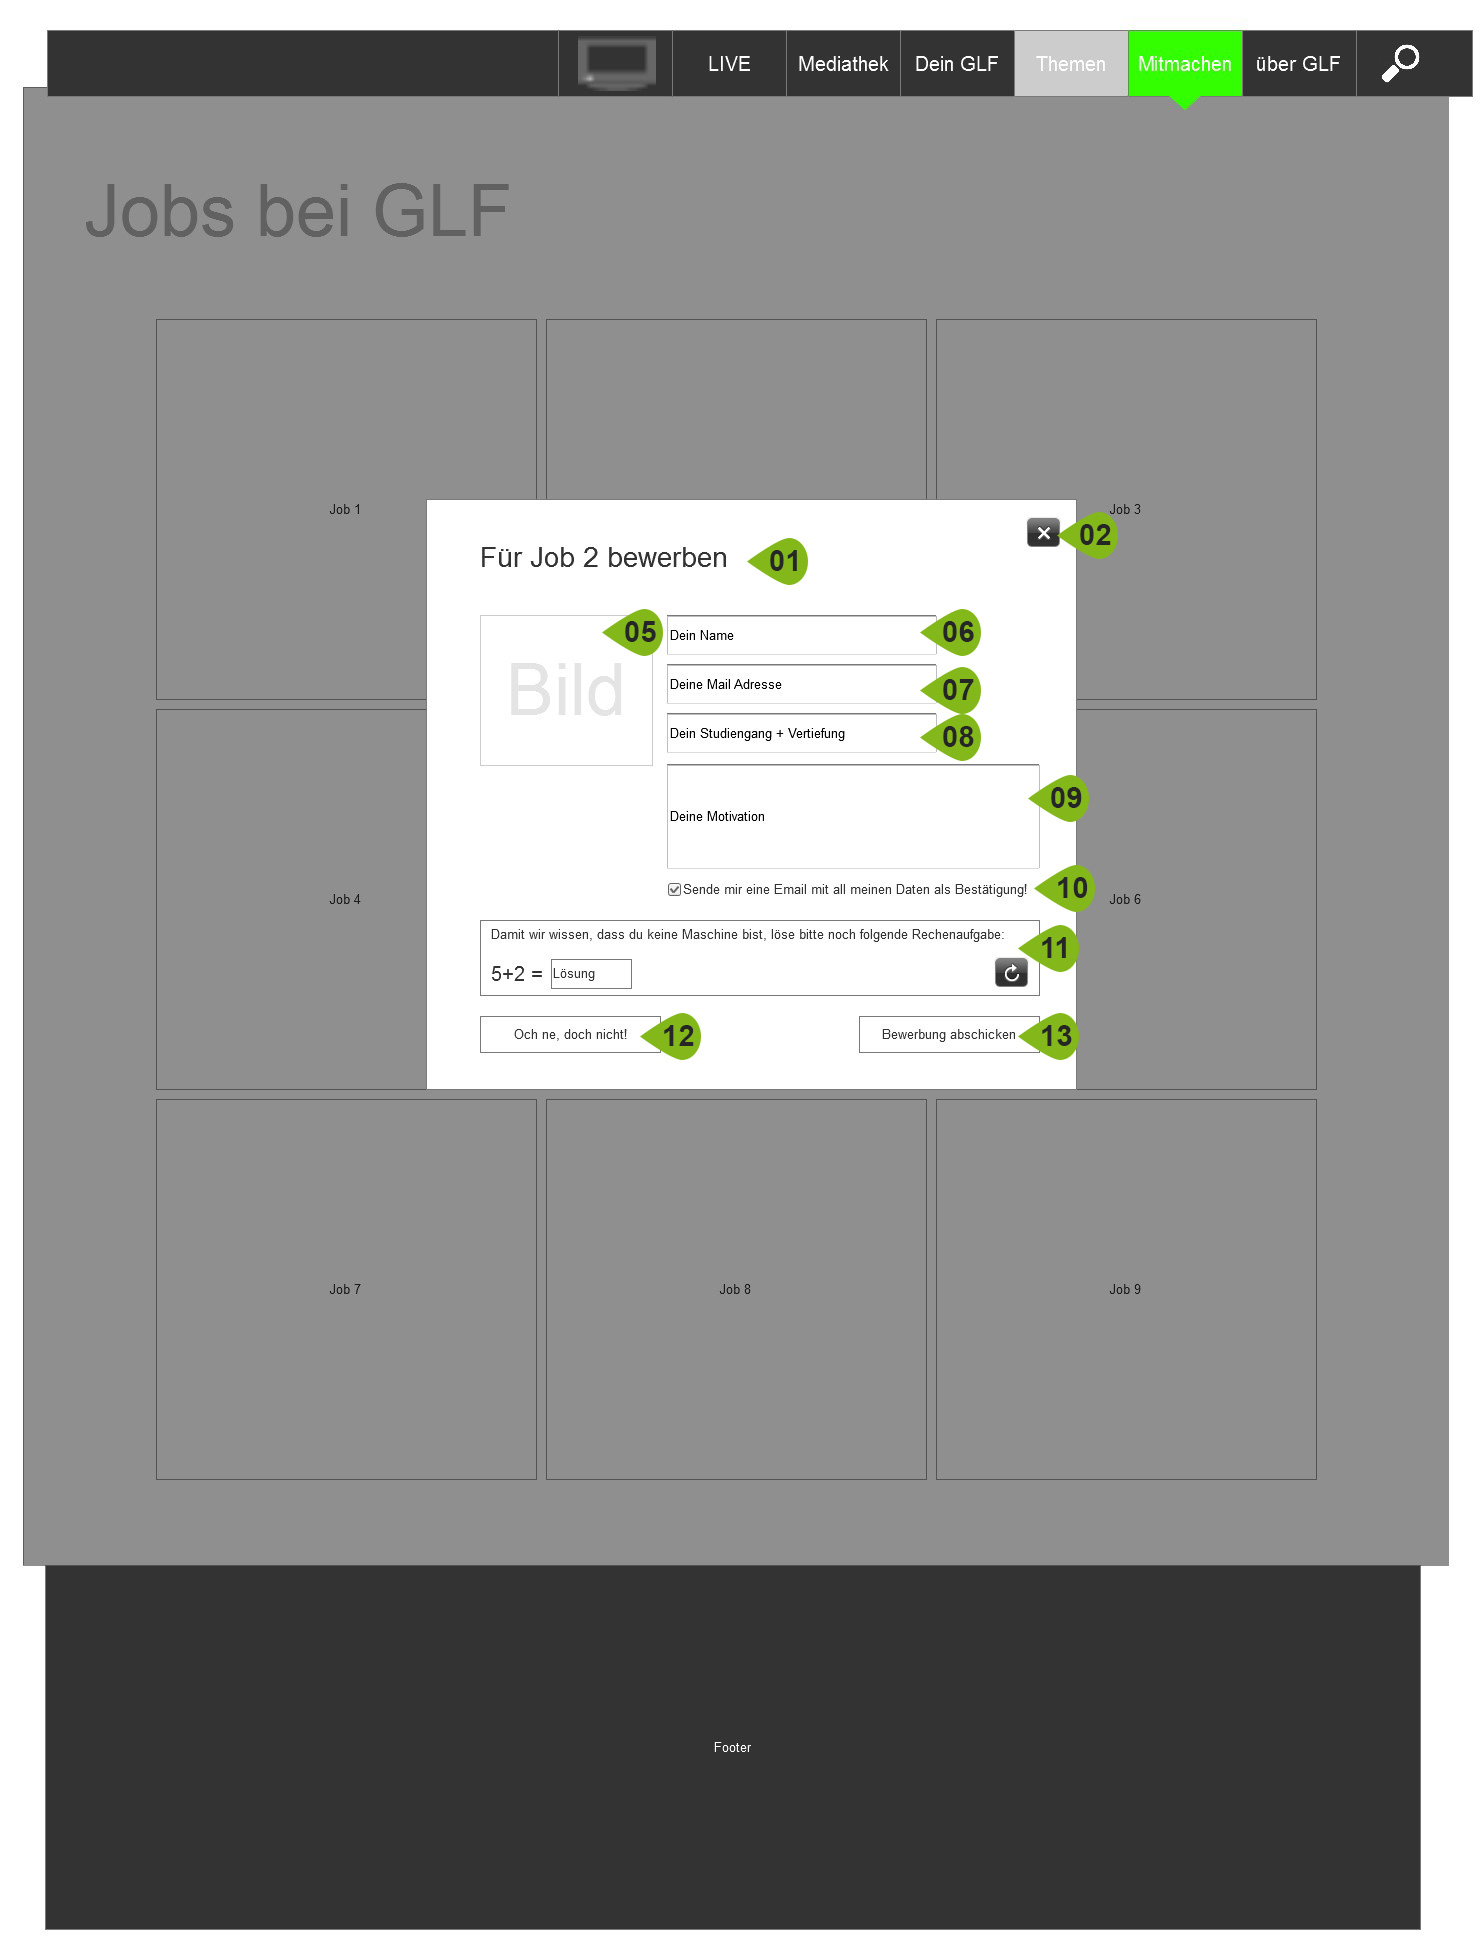 LIVE
Mediathek
Dein GLF
Themen
Mitmachen
über GLF
Jobs bei GLF
Job 1
Job 3
02
Für Job 2 bewerben
01
Bild
05
Dein Name
06
Deine Mail Adresse
07
Dein Studiengang + Vertiefung
08
Deine Motivation
09
Job 4
Sende mir eine Email mit all meinen Daten als Bestätigung!
10
Job 6
Damit wir wissen, dass du keine Maschine bist, löse bitte noch folgende Rechenaufgabe:
11
5+2 =
Lösung
Och ne, doch nicht!
12
Bewerbung abschicken
13
Job 7
Job 8
Job 9
Footer